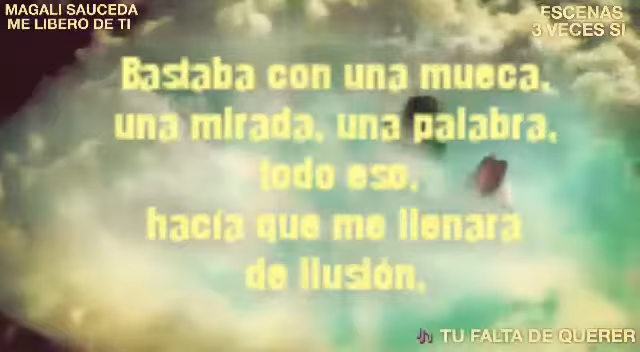 MAGALI SAUCEDA
ME LIBERO DE TI
ESCENAS
3 VECES SÍ
Bastaba con una mueca,
una mirada, una palabra,
todo eso,
hacía que me llenara
de ilusión,
🎶 TU FALTA DE QUERER